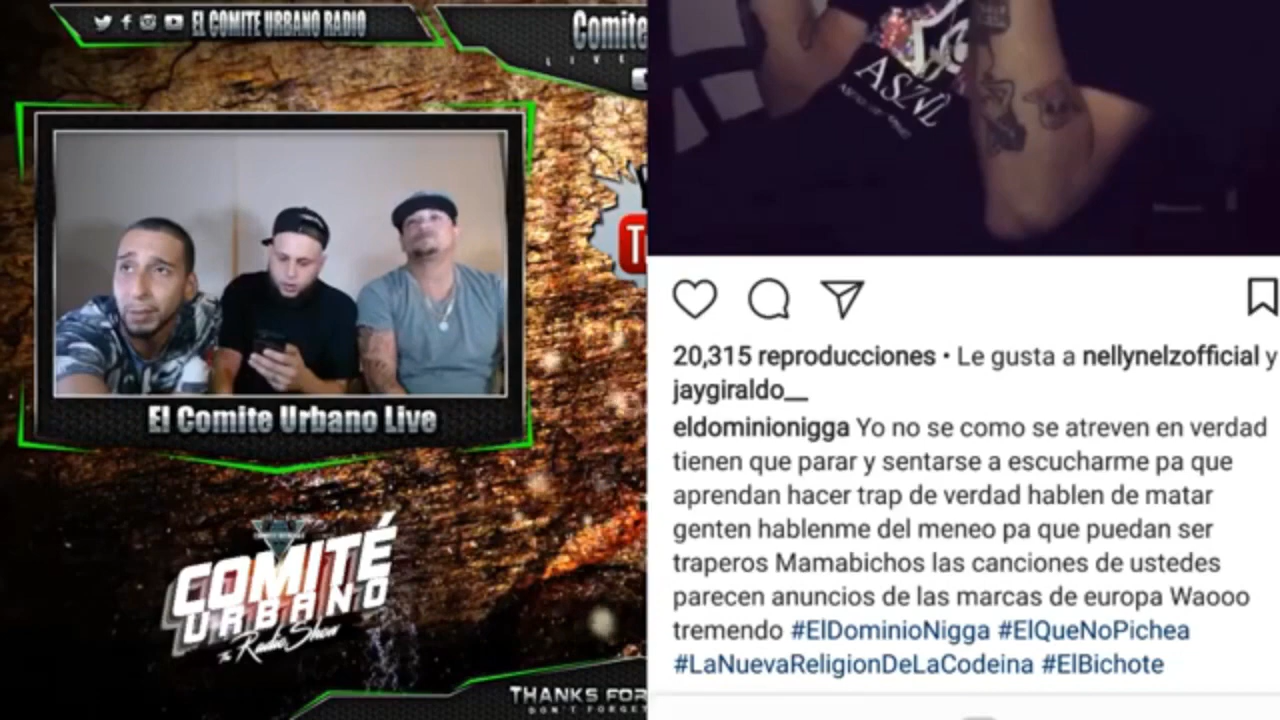 EL COMITE URBANO RADIO
Comite
LIVE
El Comite Urbano Live
COMITÉ
URBANO
The Radio Show
THANKS FOR
DON'T FORGET
ASZVL
20,315 reproducciones • Le gusta a nellynelzofficial y
jaygiraldo__
eldominionigga Yo no se como se atreven en verdad
tienen que parar y sentarse a escucharme pa que
aprendan hacer trap de verdad hablen de matar
genten hablenme del meneo pa que puedan ser
traperos Mamabichos las canciones de ustedes
parecen anuncios de las marcas de europa Waooo
tremendo #ElDominioNigga #ElQueNoPichea
#LaNuevaReligionDeLaCodeina #ElBichote